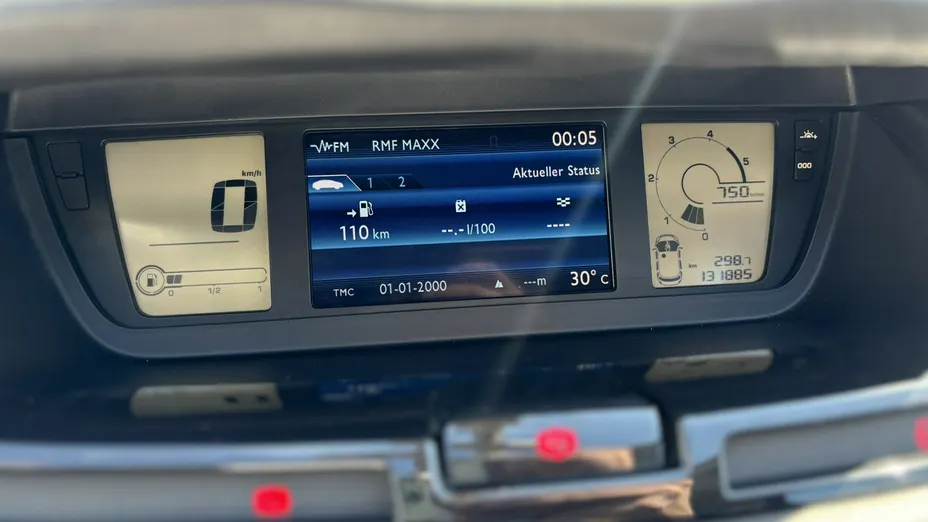 km/h
0
0 1/2 1
FM RMF MAXX 00:05
Aktueller Status
1 2
110 km --.- l/100 ----
TMC 01-01-2000 .---m 30° C
4
3
5
2
750
1
0
km 298.7
131885